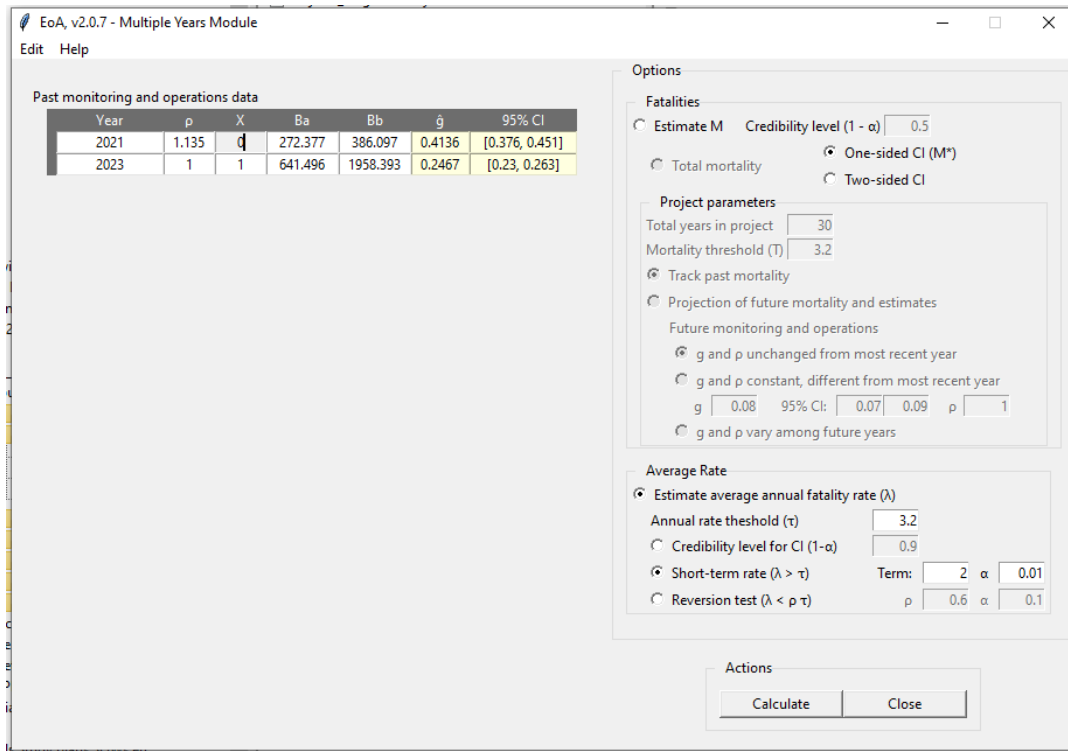 EoA, v2.0.7 - Multiple Years Module
Edit Help
Past monitoring and operations data
Year ρ X Ba Bb ĝ 95% CI
2021 1.135 0 272.377 386.097 0.4136 [0.376, 0.451]
2023 1 1 641.496 1958.393 0.2467 [0.23, 0.263]
Options
Fatalities
Estimate M Credibility level (1 - α) 0.5
One-sided CI (M*)
Total mortality
Two-sided CI
Project parameters
Total years in project 30
Mortality threshold (T) 3.2
Track past mortality
Projection of future mortality and estimates
Future monitoring and operations
g and ρ unchanged from most recent year
g and ρ constant, different from most recent year
g 0.08 95% CI: 0.07 0.09 ρ 1
g and ρ vary among future years
Average Rate
Estimate average annual fatality rate (λ)
Annual rate theshold (τ) 3.2
Credibility level for CI (1-α) 0.9
Short-term rate (λ > τ) Term: 2 α 0.01
Reversion test (λ < ρ τ) ρ 0.6 α 0.1
Actions
Calculate Close